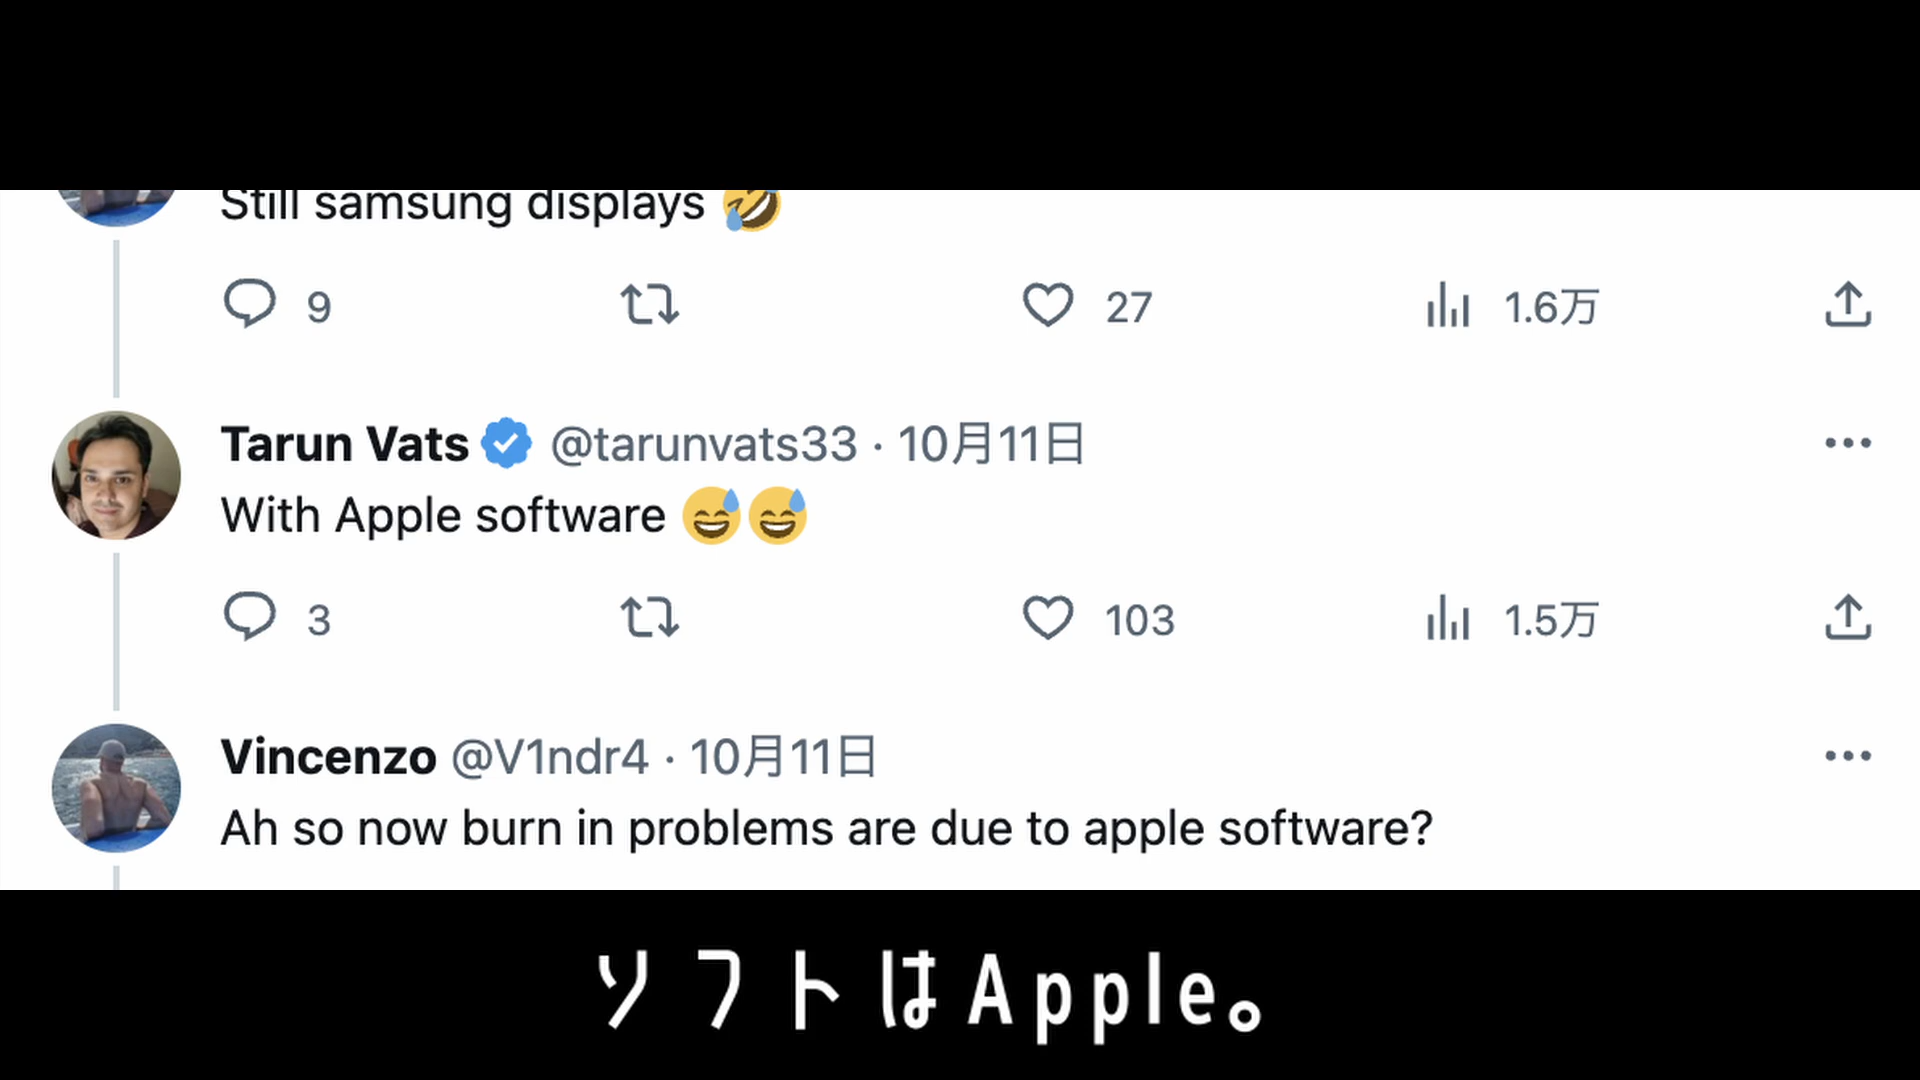 Still samsung displays 🤣
9 27 1.6万
Tarun Vats @tarunvats33 · 10月11日
With Apple software 😅😅
3 103 1.5万
Vincenzo @V1ndr4 · 10月11日
Ah so now burn in problems are due to apple software?
ソフトはApple。